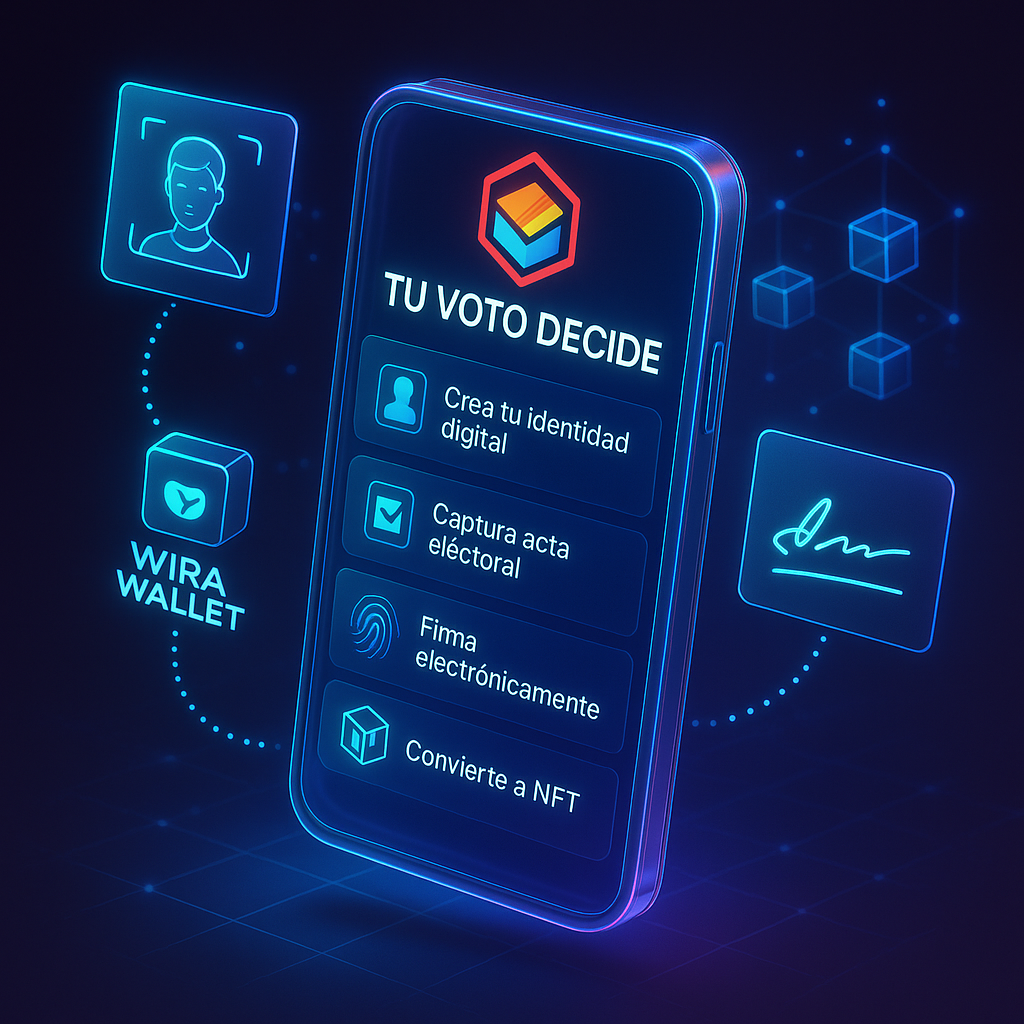 TU VOTO DECIDE
Crea tu identidad
digital
Captura acta
eléctoral
Firma
electrónicamente
Convierte a NFT
WIRA
WALLET